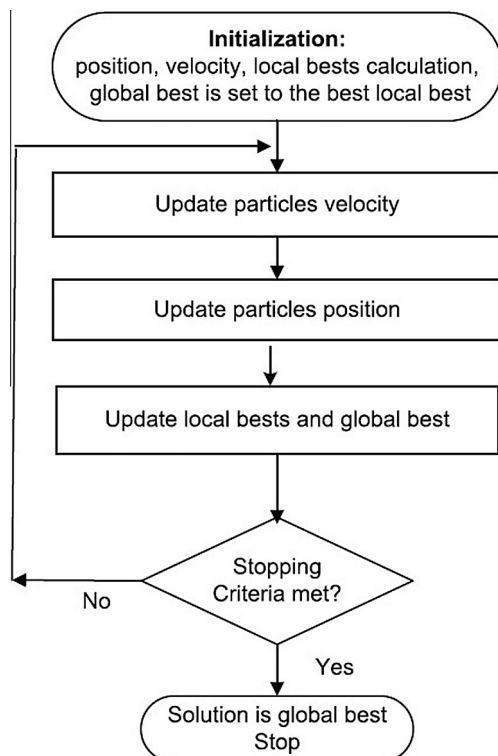 Initialization:
position, velocity, local bests calculation,
global best is set to the best local best
Update particles velocity
Update particles position
Update local bests and global best
Stopping
Criteria met?
No
Yes
Solution is global best
Stop